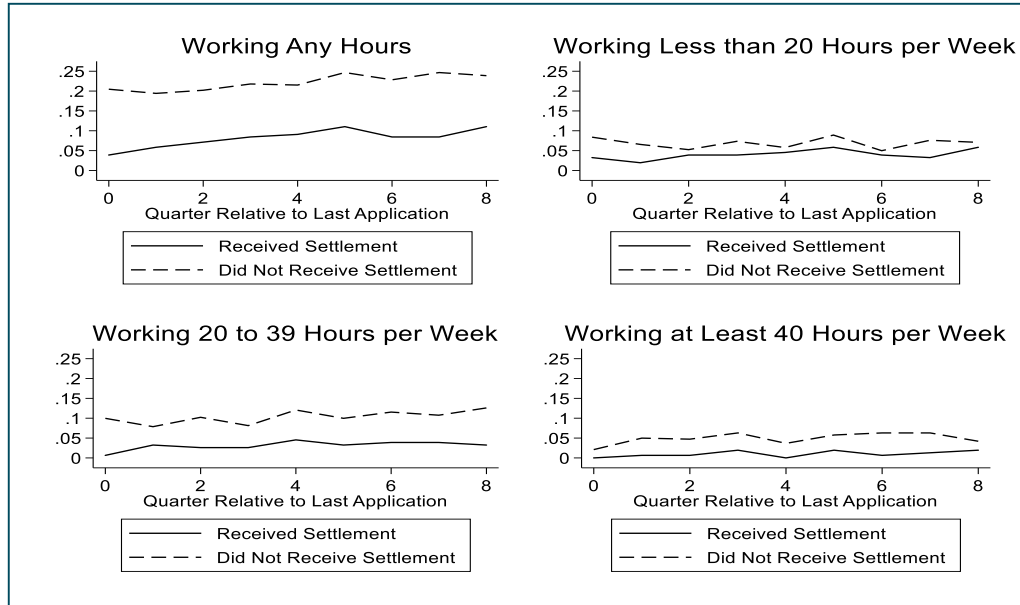 Working Any Hours
.25
.2
.15
.1
.05
0
0 2 4 6 8
Quarter Relative to Last Application
Received Settlement
Did Not Receive Settlement
Working Less than 20 Hours per Week
.25
.2
.15
.1
.05
0
0 2 4 6 8
Quarter Relative to Last Application
Received Settlement
Did Not Receive Settlement
Working 20 to 39 Hours per Week
.25
.2
.15
.1
.05
0
0 2 4 6 8
Quarter Relative to Last Application
Received Settlement
Did Not Receive Settlement
Working at Least 40 Hours per Week
.25
.2
.15
.1
.05
0
0 2 4 6 8
Quarter Relative to Last Application
Received Settlement
Did Not Receive Settlement